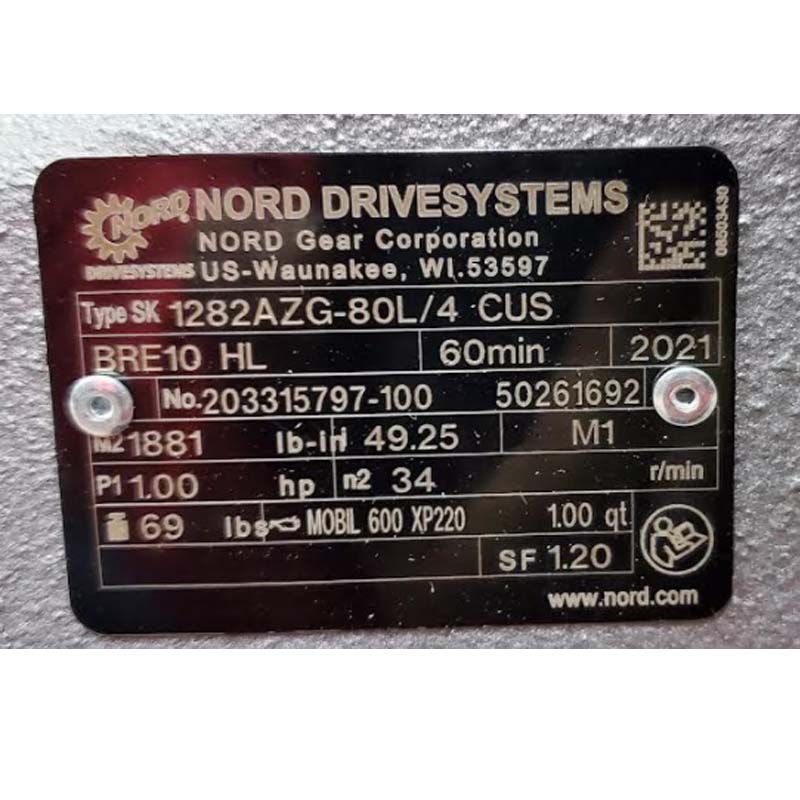 NORD
DRIVESYSTEMS
NORD DRIVESYSTEMS
NORD Gear Corporation
US-Waunakee, WI.53597
08503430
Type SK 1282AZG-80L/4 CUS
BRE10 HL 60min 2021
No.203315797-100 50261692
M2 1881 lb-in i 49.25 M1
P1 1.00 hp n2 34 r/min
69 lbs MOBIL 600 XP220 1.00 qt
SF 1.20
www.nord.com